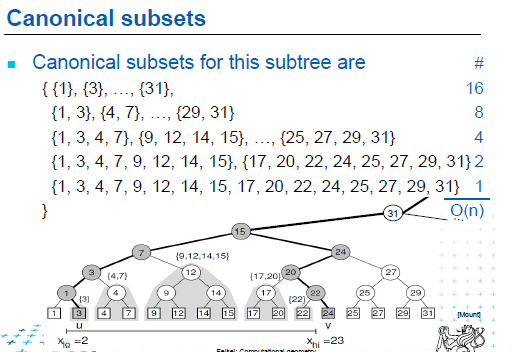 Canonical subsets
Canonical subsets for this subtree are #
{ {1}, {3}, …, {31}, 16
{1, 3}, {4, 7}, …, {29, 31} 8
{1, 3, 4, 7}, {9, 12, 14, 15}, …, {25, 27, 29, 31} 4
{1, 3, 4, 7, 9, 12, 14, 15}, {17, 20, 22, 24, 25, 27, 29, 31} 2
{1, 3, 4, 7, 9, 12, 14, 15, 17, 20, 22, 24, 25, 27, 29, 31} 1
} 31 O(n)
15
7 24
{9,12,14,15}
3 {4,7} 12 {17,20} 20 27
1 {3} 4 9 14 17 {22} 22 25 29
1 3 4 7 9 12 14 15 17 20 22 24 25 27 29 31 [Mount]
u v
xlo =2 xhi =23
Felkel: Computational geometry